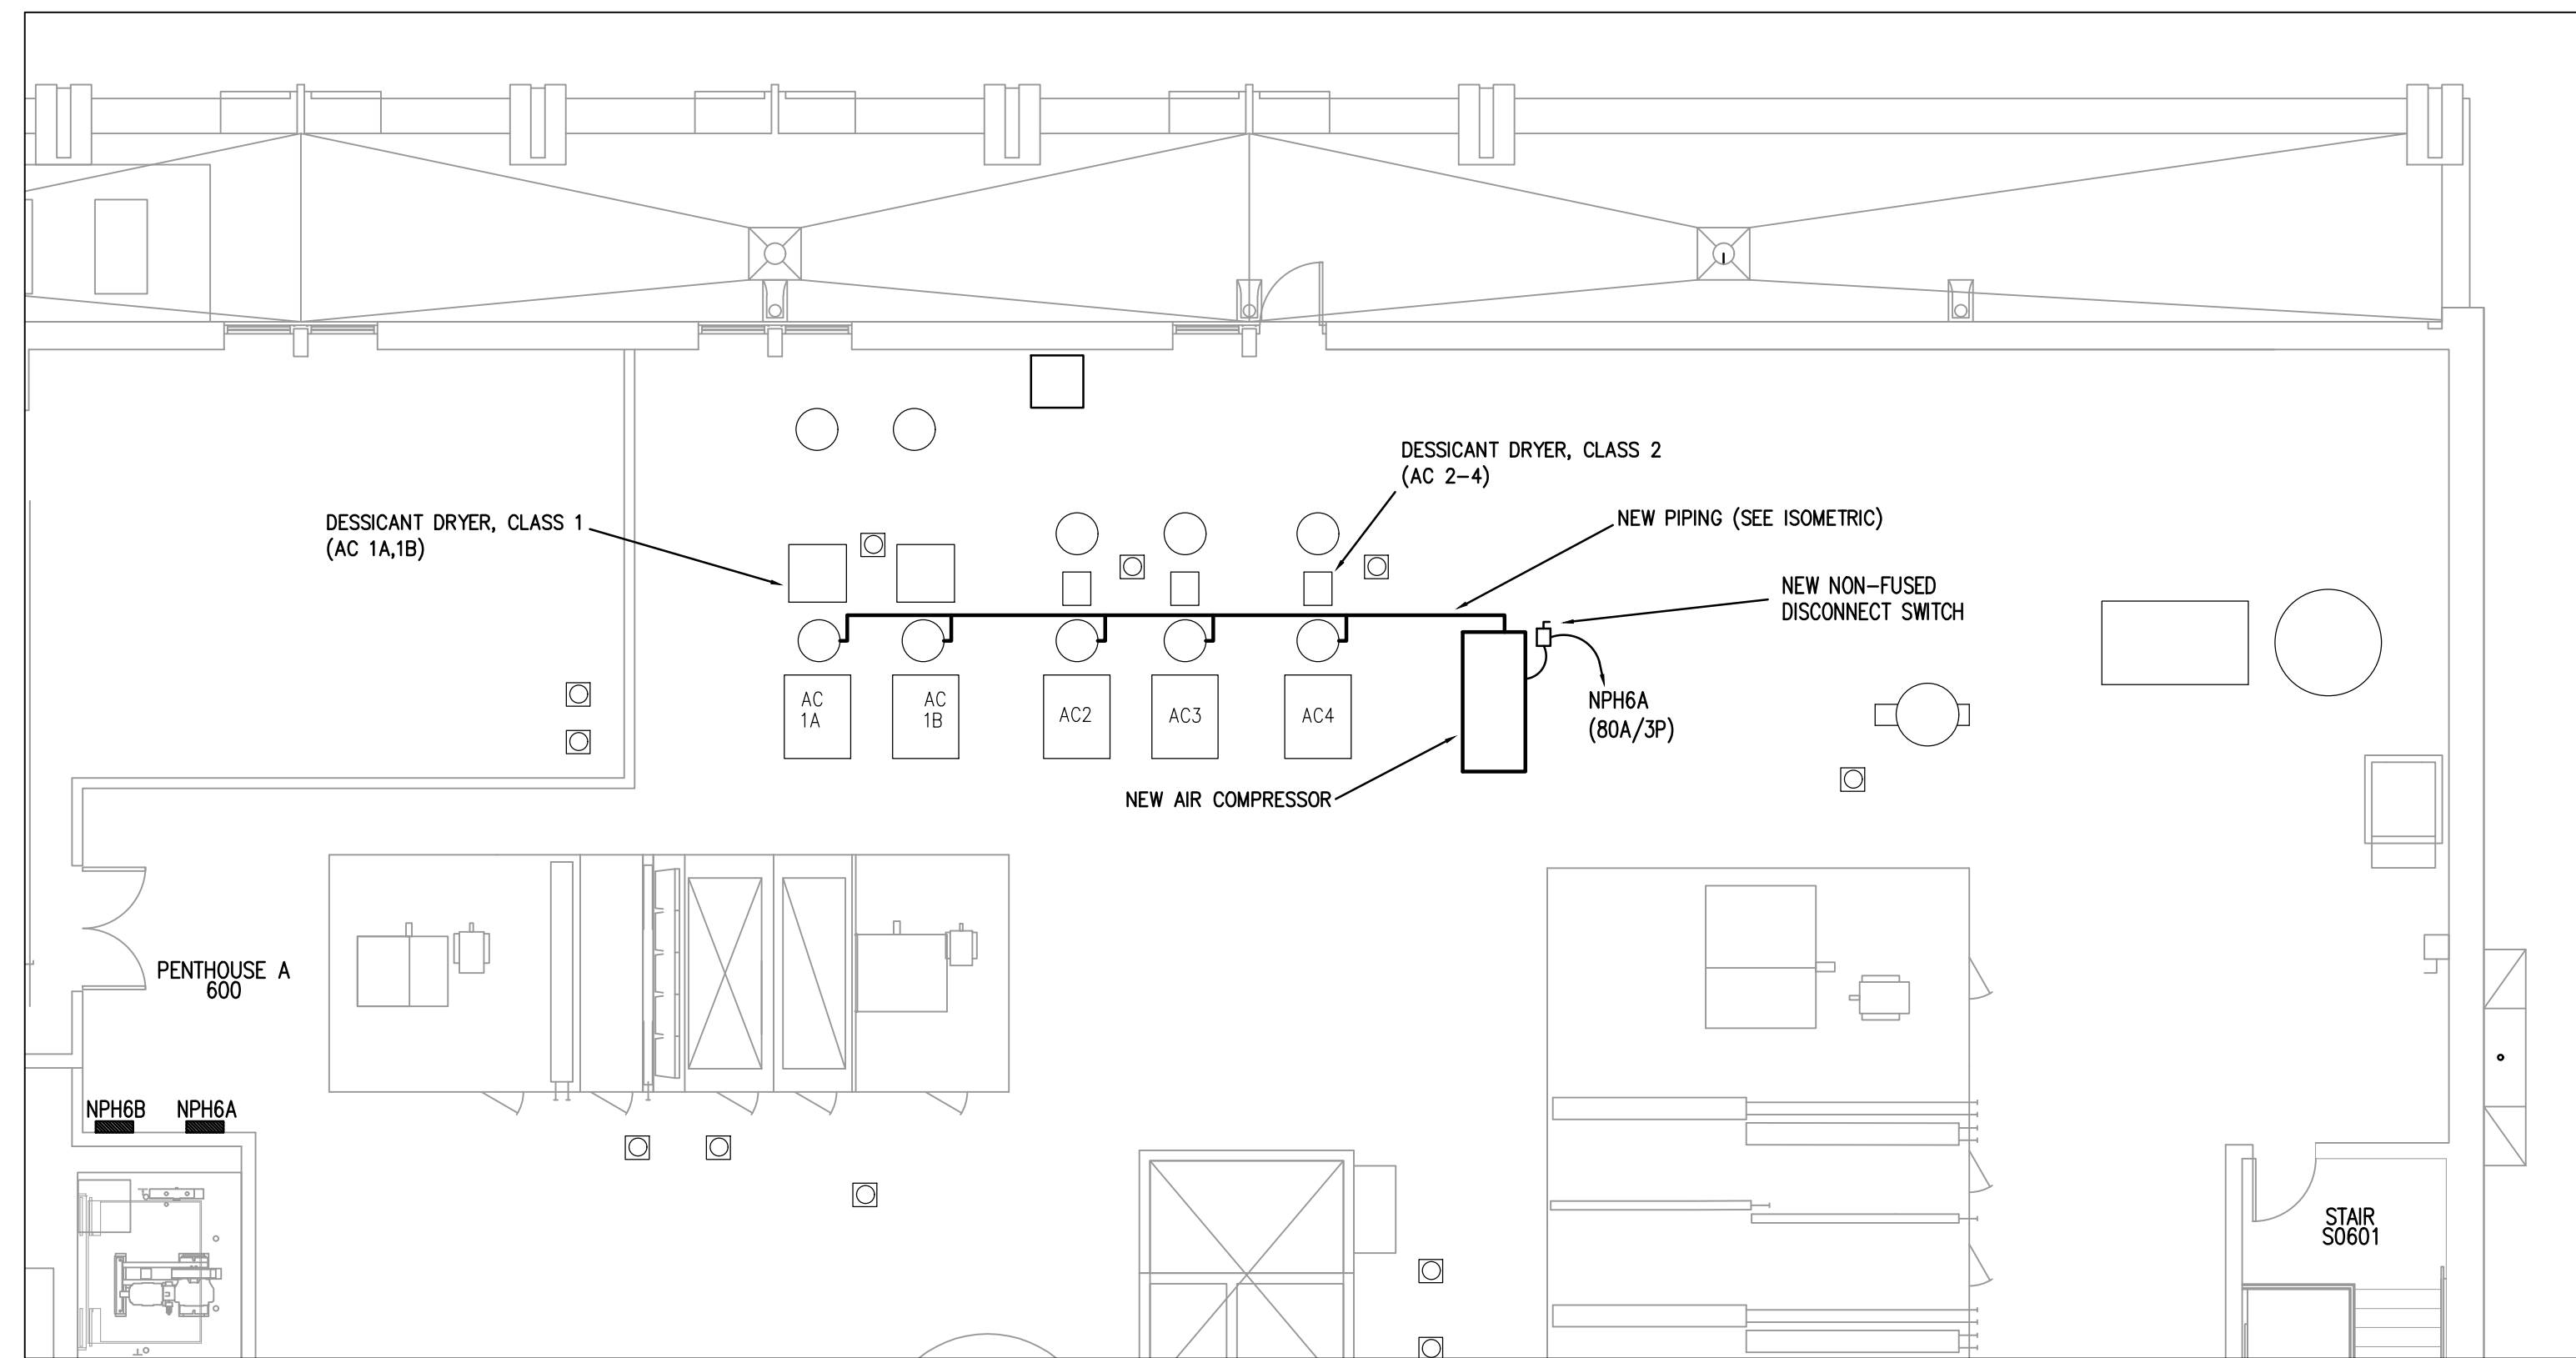 DESSICANT DRYER, CLASS 2
(AC 2-4)
DESSICANT DRYER, CLASS 1
(AC 1A,1B)
NEW PIPING (SEE ISOMETRIC)
NEW NON-FUSED
DISCONNECT SWITCH
AC
1A
AC
1B
AC2
AC3
AC4
NPH6A
(80A/3P)
NEW AIR COMPRESSOR
PENTHOUSE A
600
NPH6B
NPH6A
STAIR
S0601